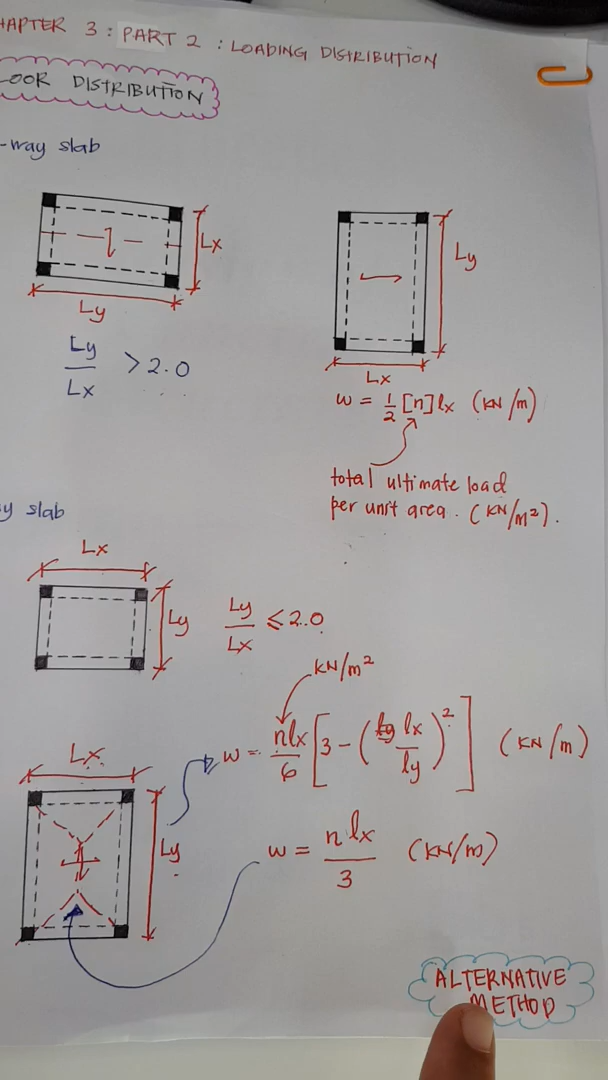 HAPTER 3: PART 2 : LOADING DISTRIBUTION
LOOR DISTRIBUTION
-way slab
Lx
Ly
Ly
Lx
Ly/Lx > 2.0
w = 1/2 [n] lx (KN/m)
total ultimate load
per unit area. (KN/m²).
y slab
Lx
Ly
Ly/Lx ≤ 2.0
KN/m²
w = nlx/6 [3 - (lx/ly)²] (KN/m)
Lx
Ly
w = n lx/3 (KN/m)
ALTERNATIVE
METHOD